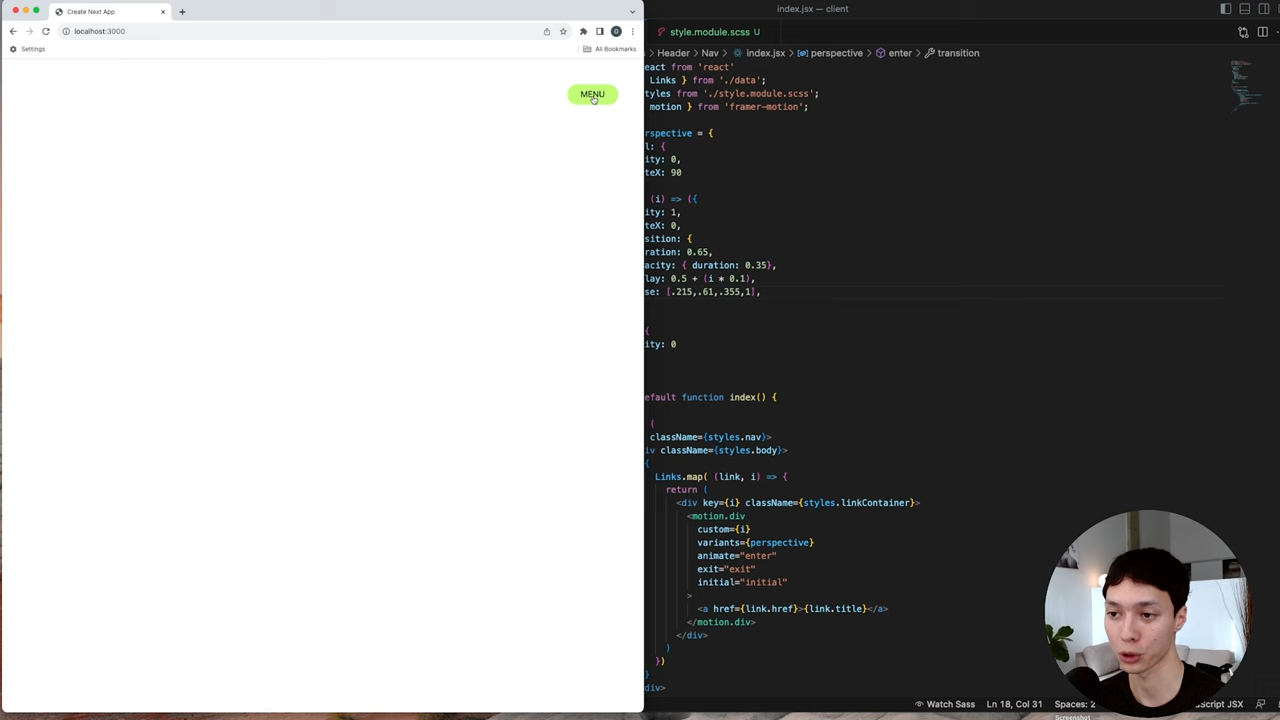 index.jsx — client
Create Next App
localhost:3000
Settings
All Bookmarks
MENU
style.module.scss U
Header > Nav > index.jsx > perspective > enter > transition
eact from 'react'
Links } from './data';
tyles from './style.module.scss';
motion } from 'framer-motion';
rspective = {
l: {
ity: 0,
teX: 90
(i) => ({
ity: 1,
teX: 0,
sition: {
ration: 0.65,
acity: { duration: 0.35},
lay: 0.5 + (i * 0.1),
se: [.215,.61,.355,1],
{
ity: 0
efault function index() {
(
className={styles.nav}>
iv className={styles.body}>
{
Links.map( (link, i) => {
return (
<div key={i} className={styles.linkContainer}>
<motion.div
custom={i}
variants={perspective}
animate="enter"
exit="exit"
initial="initial"
>
<a href={link.href}>{link.title}</a>
</motion.div>
</div>
)
})
}
div>
Watch Sass Ln 18, Col 31 Spaces: 2 Script JSX
Screenshot